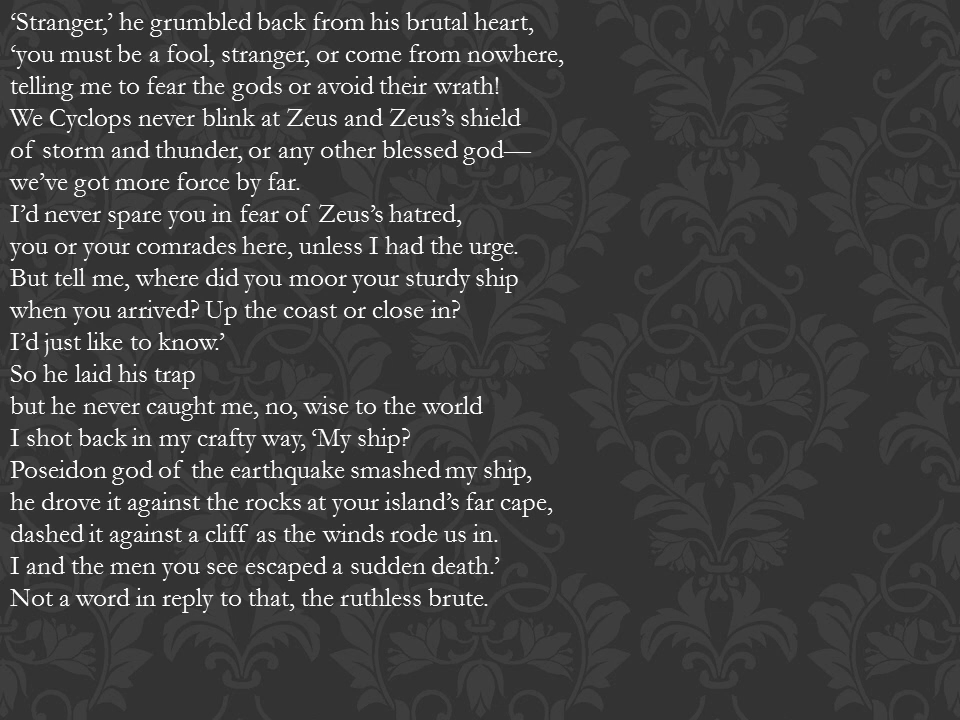 ‘Stranger,’ he grumbled back from his brutal heart,
‘you must be a fool, stranger, or come from nowhere,
telling me to fear the gods or avoid their wrath!
We Cyclops never blink at Zeus and Zeus’s shield
of storm and thunder, or any other blessed god—
we’ve got more force by far.
I’d never spare you in fear of Zeus’s hatred,
you or your comrades here, unless I had the urge.
But tell me, where did you moor your sturdy ship
when you arrived? Up the coast or close in?
I’d just like to know.’
So he laid his trap
but he never caught me, no, wise to the world
I shot back in my crafty way, ‘My ship?
Poseidon god of the earthquake smashed my ship,
he drove it against the rocks at your island’s far cape,
dashed it against a cliff as the winds rode us in.
I and the men you see escaped a sudden death.’
Not a word in reply to that, the ruthless brute.